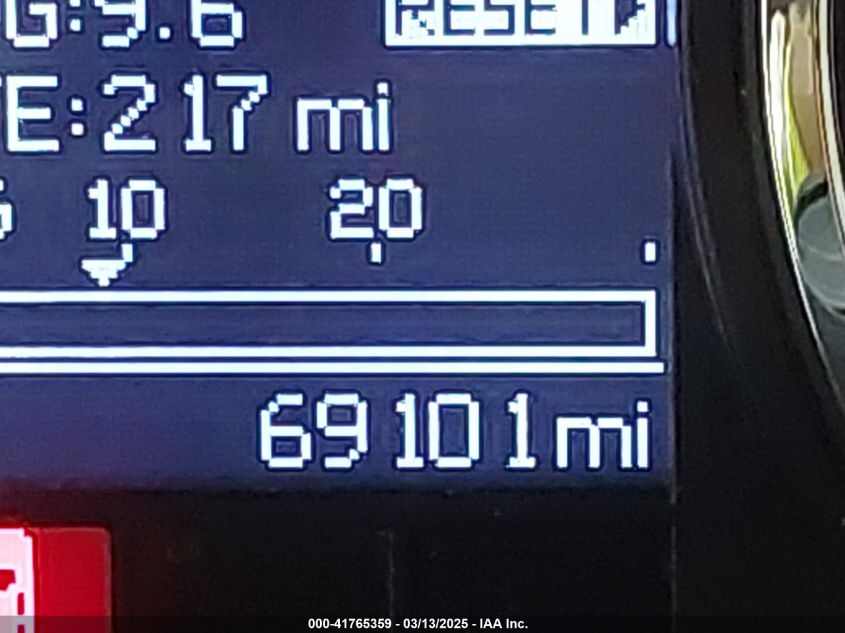 G:9.6 RESET
E:217 mi
10 20
69101mi
000-41765359 - 03/13/2025 - IAA Inc.